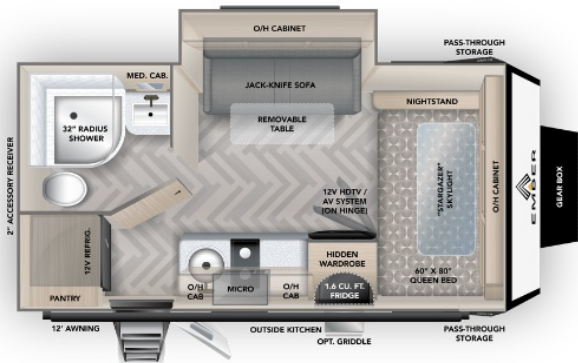 O/H CABINET
PASS-THROUGH
STORAGE
MED. CAB.
JACK-KNIFE SOFA
NIGHTSTAND
32" RADIUS
SHOWER
REMOVABLE
TABLE
2" ACCESSORY RECEIVER
"STARGAZER"
SKYLIGHT
O/H CABINET
EMBER
GEAR BOX
12V HDTV /
AV SYSTEM
(ON HINGE)
12V REFRIG.
HIDDEN
WARDROBE
60" X 80"
QUEEN BED
O/H
CAB
MICRO
O/H
CAB
1.6 CU. FT.
FRIDGE
PANTRY
12' AWNING
OUTSIDE KITCHEN
OPT. GRIDDLE
PASS-THROUGH
STORAGE